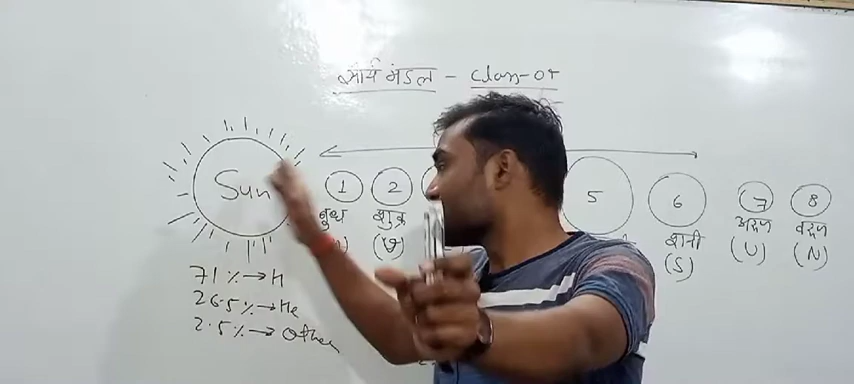 सौर्य मंडल - Class-07
Sun
1
2
5
6
7
8
बुध
शुक्र
शनी
अरुण
वरुण
(S)
(U)
(N)
71%→H
26.5%→He
2.5%→Other